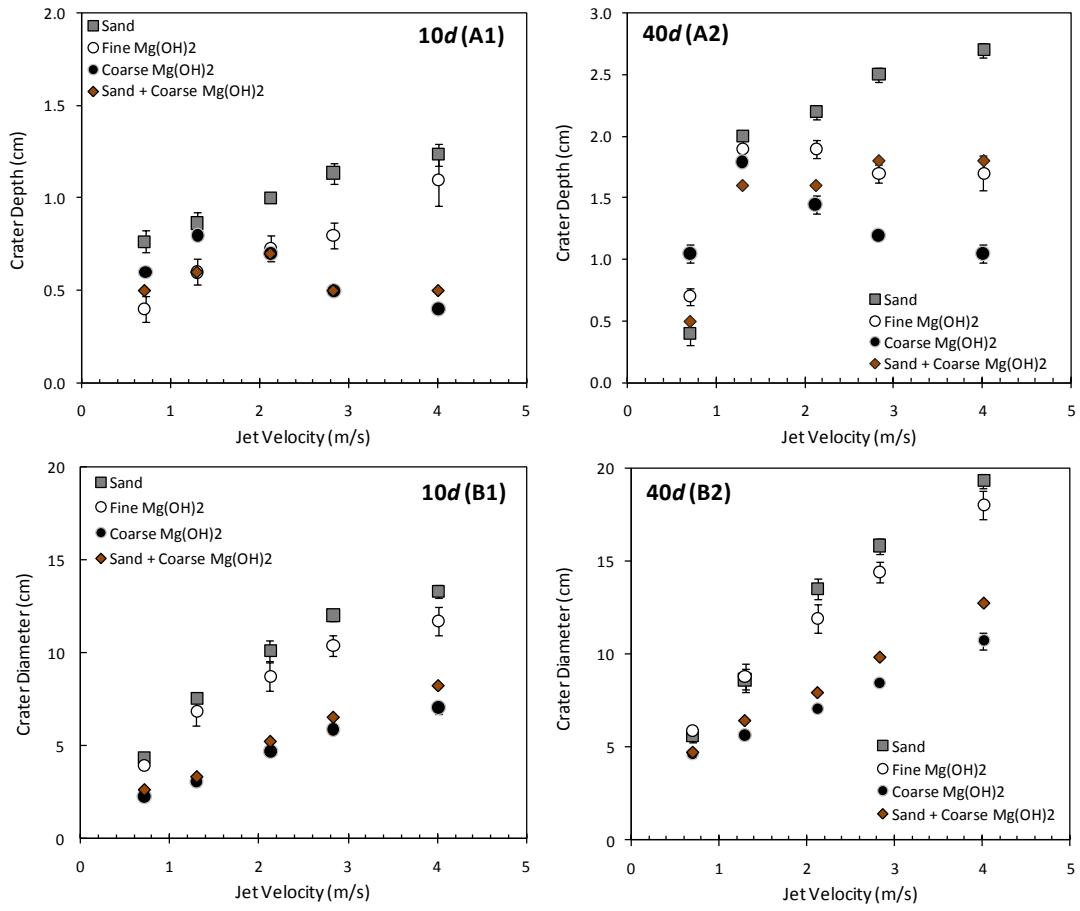 10d (A1)
Sand
Fine Mg(OH)2
Coarse Mg(OH)2
Sand + Coarse Mg(OH)2
Crater Depth (cm)
2.0
1.5
1.0
0.5
0.0
0 1 2 3 4 5
Jet Velocity (m/s)
40d (A2)
Crater Depth (cm)
3.0
2.5
2.0
1.5
1.0
0.5
0.0
Sand
Fine Mg(OH)2
Coarse Mg(OH)2
Sand + Coarse Mg(OH)2
0 1 2 3 4 5
Jet Velocity (m/s)
10d (B1)
Sand
Fine Mg(OH)2
Coarse Mg(OH)2
Sand + Coarse Mg(OH)2
Crater Diameter (cm)
20
15
10
5
0
0 1 2 3 4 5
Jet Velocity (m/s)
40d (B2)
Crater Diameter (cm)
20
15
10
5
0
Sand
Fine Mg(OH)2
Coarse Mg(OH)2
Sand + Coarse Mg(OH)2
0 1 2 3 4 5
Jet Velocity (m/s)